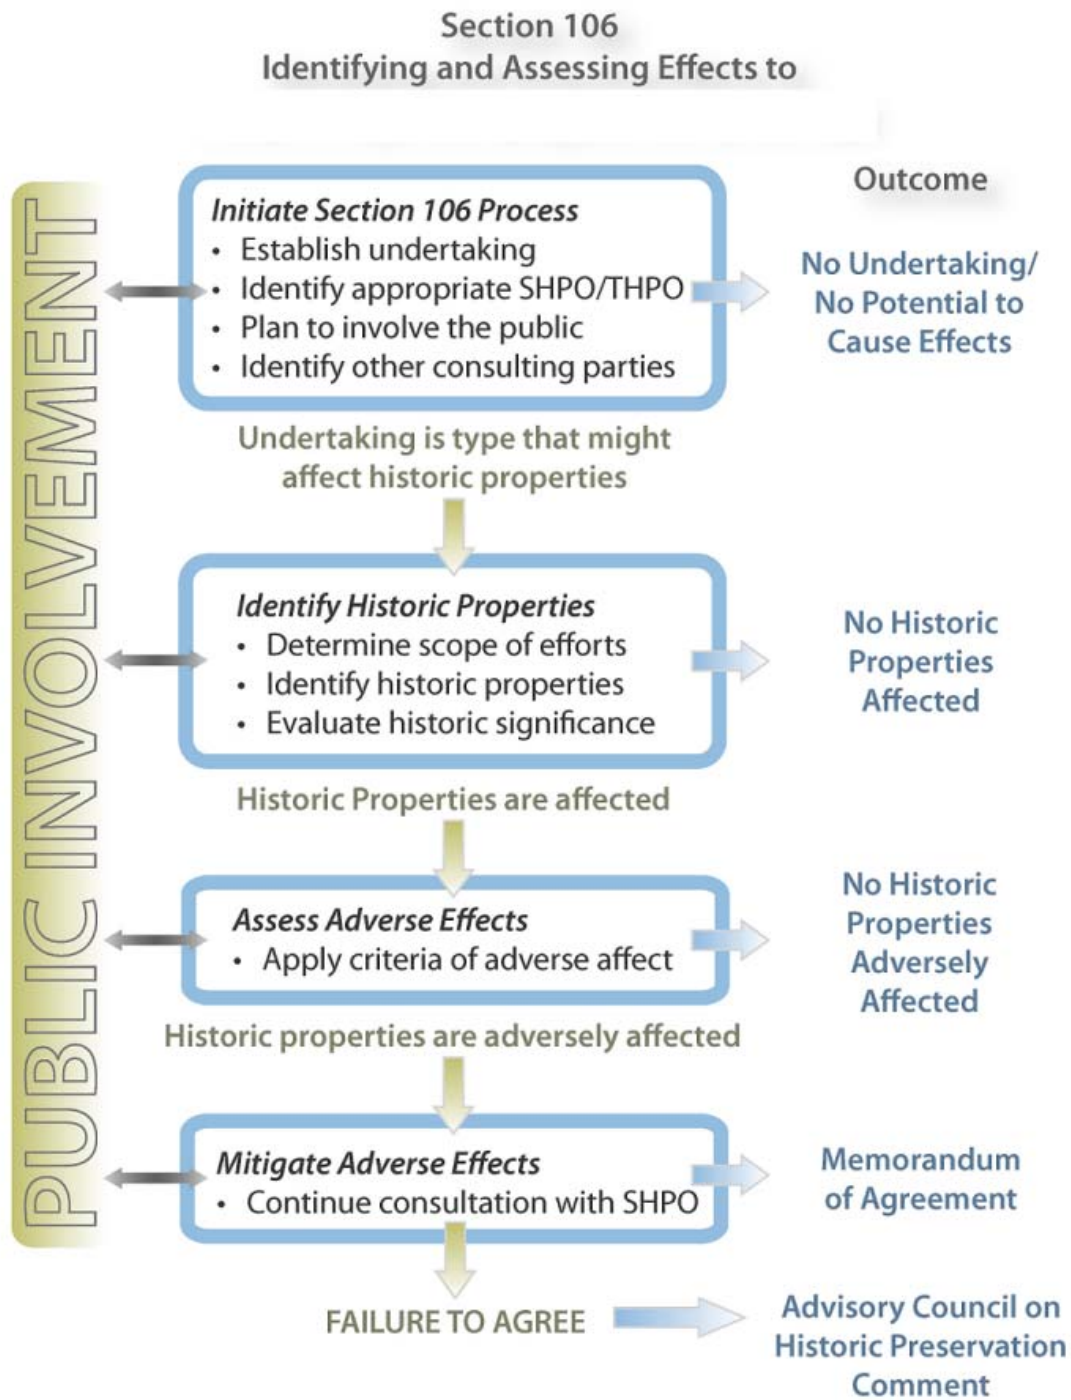 Section 106
Identifying and Assessing Effects to
PUBLIC INVOLVEMENT
Outcome
Initiate Section 106 Process
• Establish undertaking
• Identify appropriate SHPO/THPO
• Plan to involve the public
• Identify other consulting parties
No Undertaking/
No Potential to
Cause Effects
Undertaking is type that might
affect historic properties
Identify Historic Properties
• Determine scope of efforts
• Identify historic properties
• Evaluate historic significance
No Historic
Properties
Affected
Historic Properties are affected
Assess Adverse Effects
• Apply criteria of adverse affect
No Historic
Properties
Adversely
Affected
Historic properties are adversely affected
Mitigate Adverse Effects
• Continue consultation with SHPO
Memorandum
of Agreement
FAILURE TO AGREE
Advisory Council on
Historic Preservation
Comment